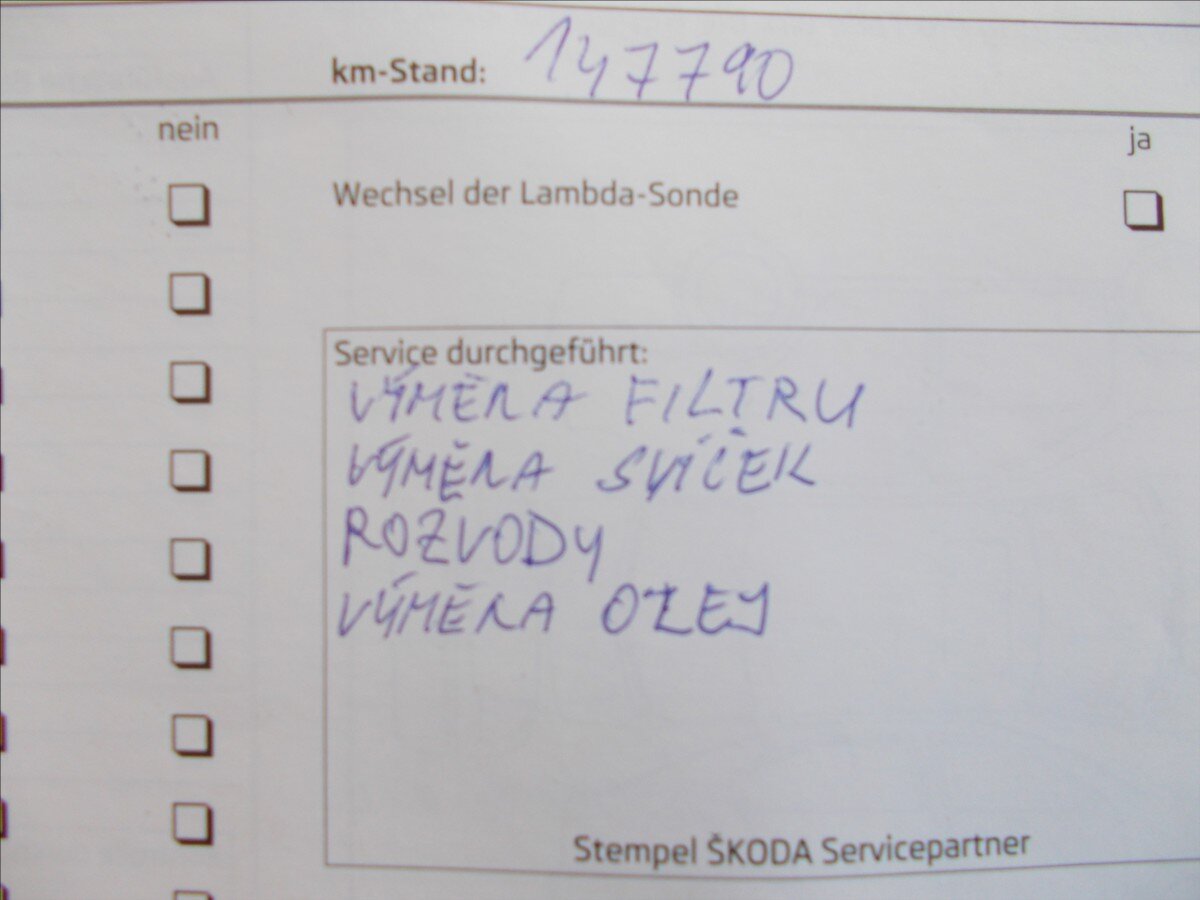 km-Stand: 147790
nein
ja
Wechsel der Lambda-Sonde
Service durchgeführt:
VÝMĚNA FILTRU
VÝMĚNA SVÍČEK
ROZVODY
VÝMĚNA OLEJ
Stempel ŠKODA Servicepartner